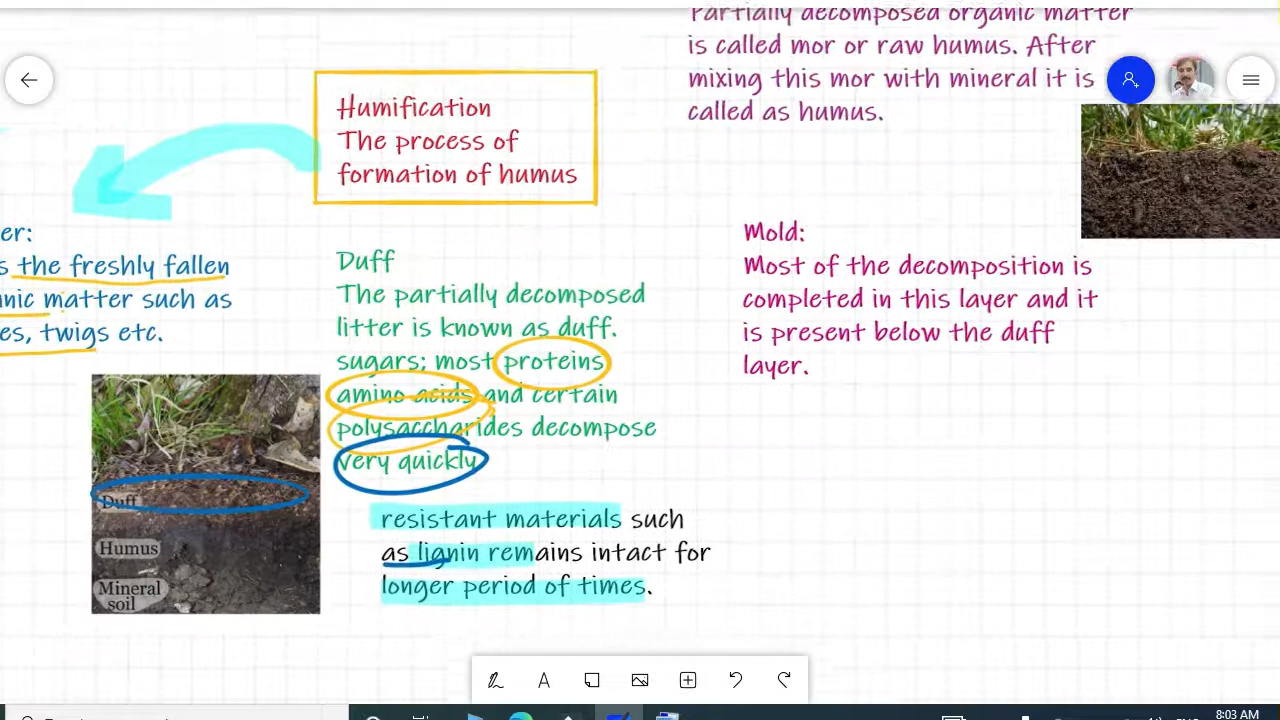 Partially decomposed organic matter
is called mor or raw humus. After
mixing this mor with mineral it is
called as humus.
Humification
The process of
formation of humus
er:
s the freshly fallen
nic matter such as
es, twigs etc.
Duff
The partially decomposed
litter is known as duff.
sugars; most proteins
amino acids and certain
polysaccharides decompose
very quickly
Mold:
Most of the decomposition is
completed in this layer and it
is present below the duff
layer.
Duff
Humus
Mineral
soil
resistant materials such
as lignin remains intact for
longer period of times.
8:03 AM